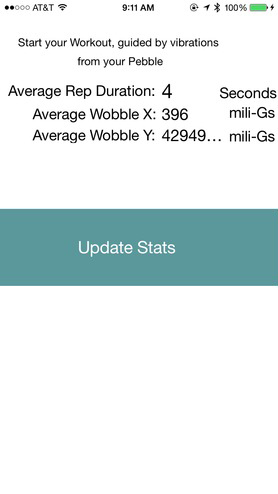 AT&T 9:11 AM 100%
Start your Workout, guided by vibrations
from your Pebble
Average Rep Duration: 4 Seconds
Average Wobble X: 396 mili-Gs
Average Wobble Y: 42949... mili-Gs
Update Stats